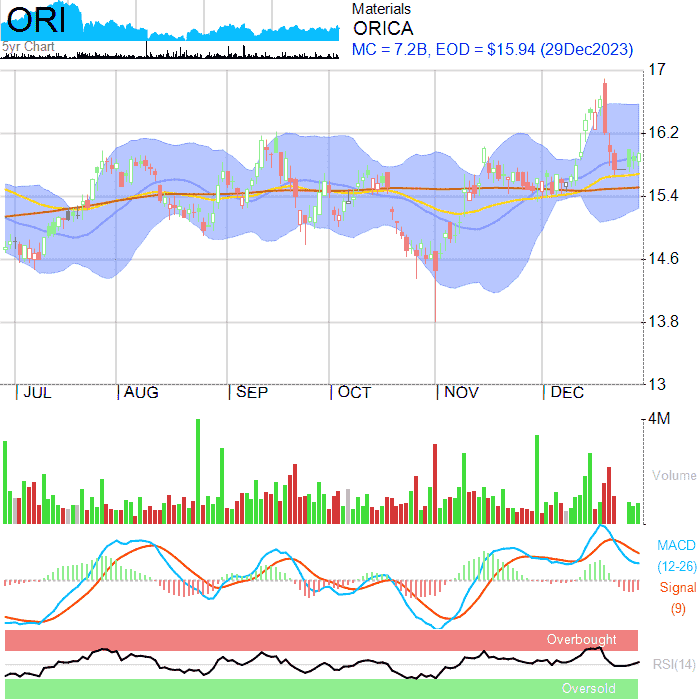 ORI
5yr Chart
Materials
ORICA
MC = 7.2B, EOD = $15.94 (29Dec2023)
17
16.2
15.4
14.6
13.8
13
JUL AUG SEP OCT NOV DEC
4M
Volume
MACD
(12-26)
Signal
(9)
Overbought
RSI(14)
Oversold